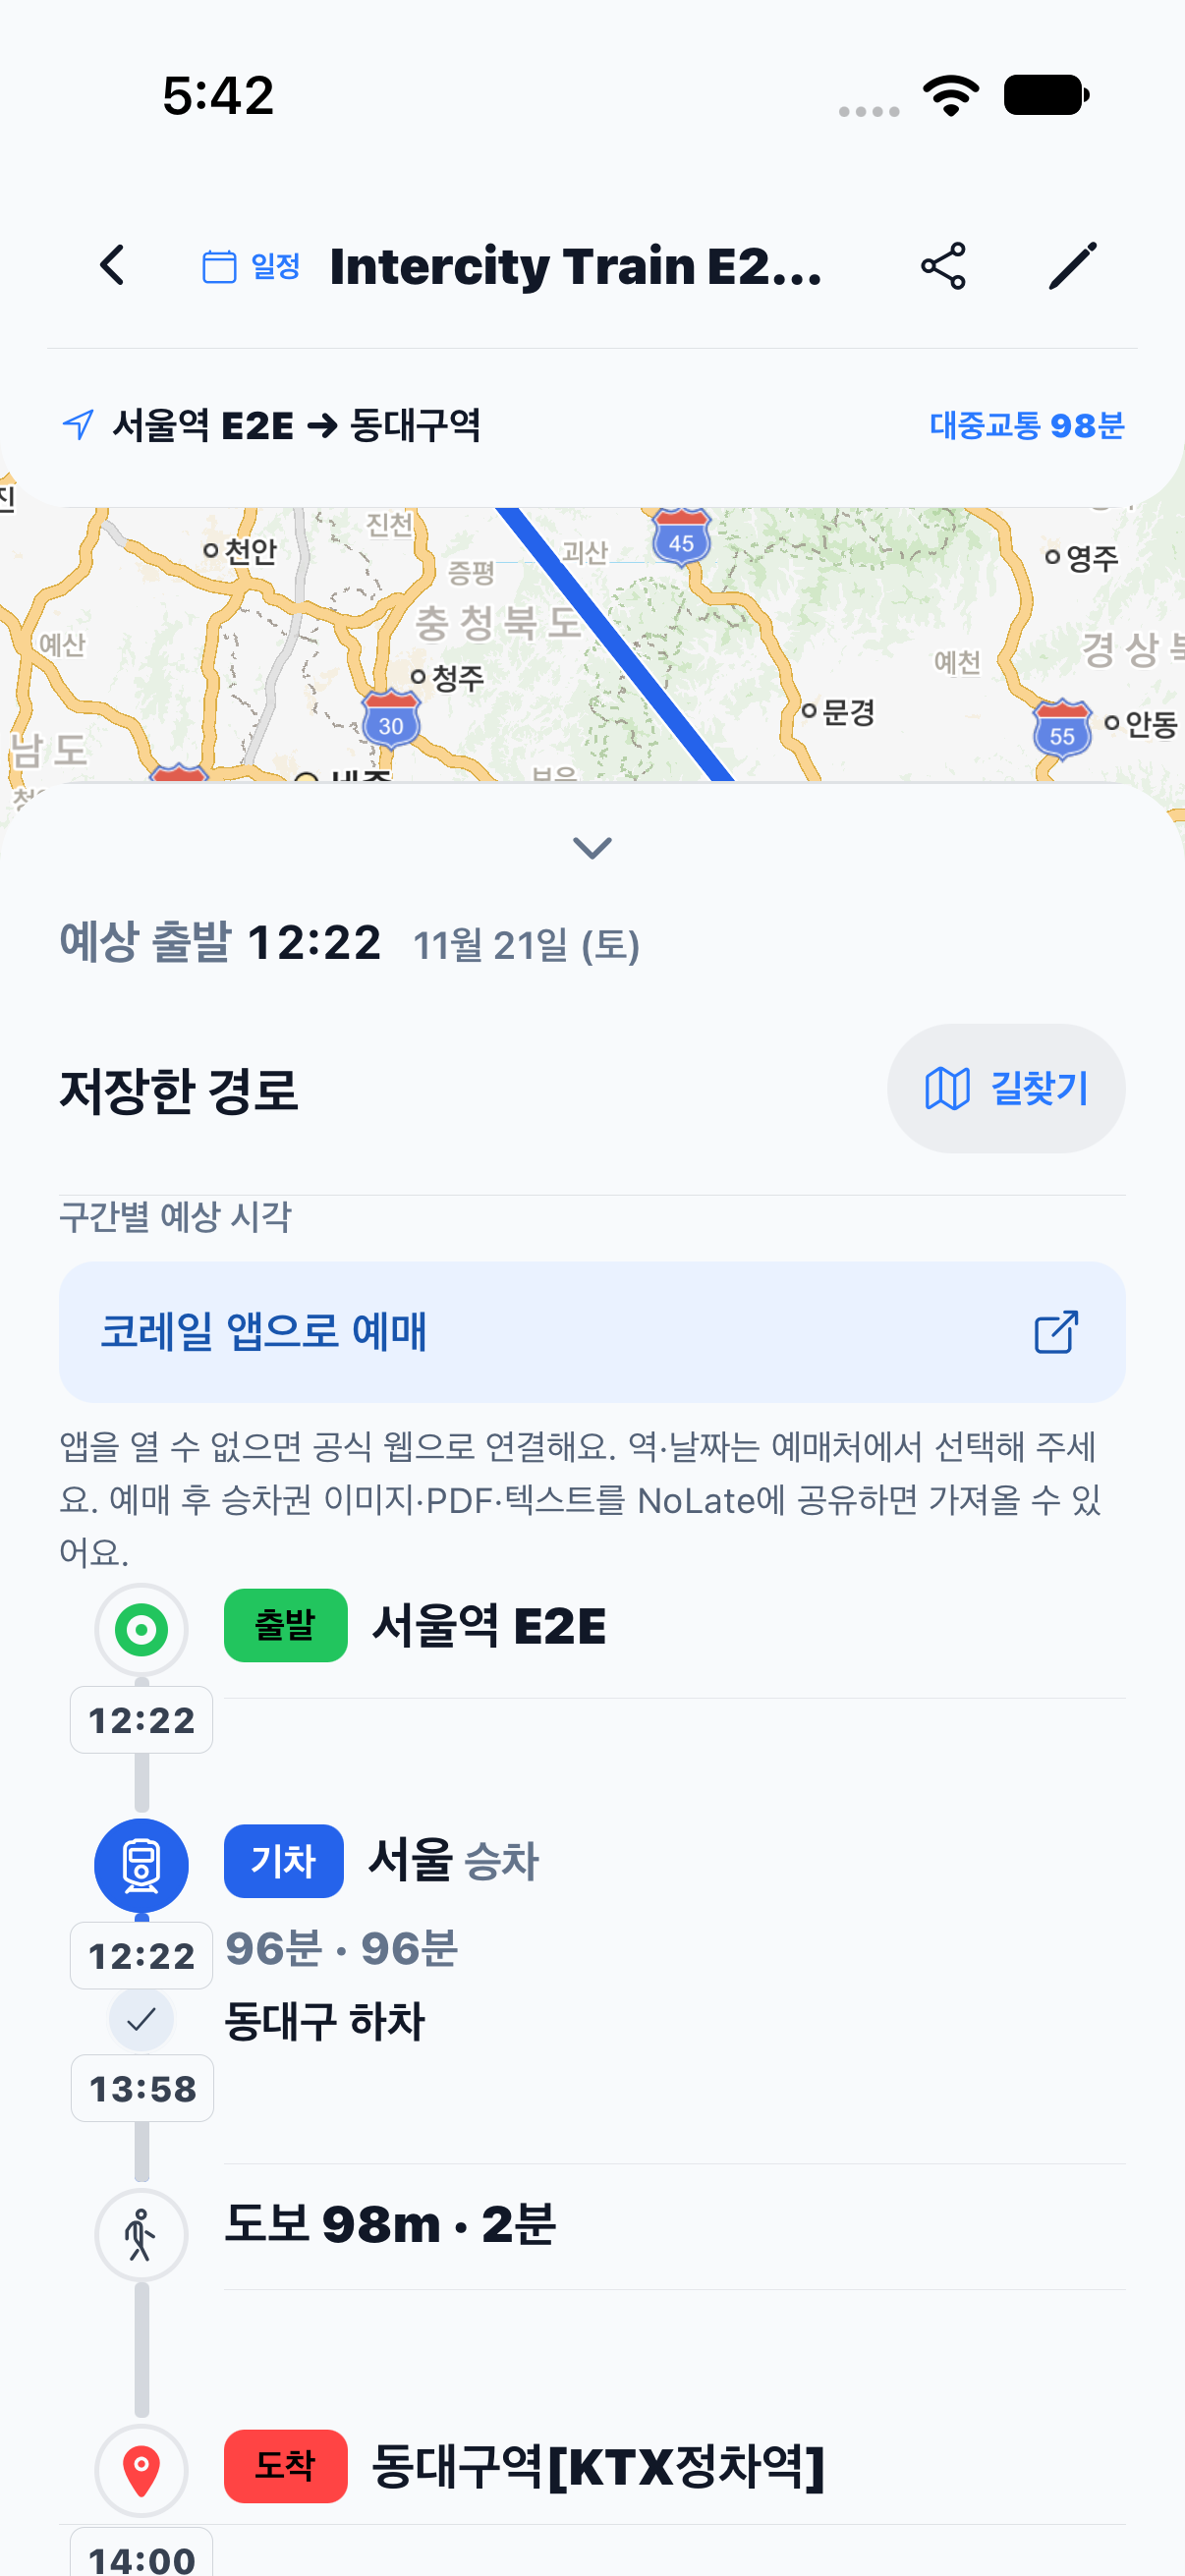 5:42
일정 Intercity Train E2...
서울역 E2E → 동대구역 대중교통 98분
진천
45
천안
괴산
영주
증평
충청북도
예산
경상북
예천
청주
문경
30
55
안동
남도
세종
보은
예상 출발 12:22 11월 21일 (토)
저장한 경로 길찾기
구간별 예상 시각
코레일 앱으로 예매
앱을 열 수 없으면 공식 웹으로 연결해요. 역·날짜는 예매처에서 선택해 주세
요. 예매 후 승차권 이미지·PDF·텍스트를 NoLate에 공유하면 가져올 수 있
어요.
출발 서울역 E2E
12:22
기차 서울 승차
12:22 96분 · 96분
동대구 하차
13:58
도보 98m · 2분
도착 동대구역[KTX정차역]
14:00